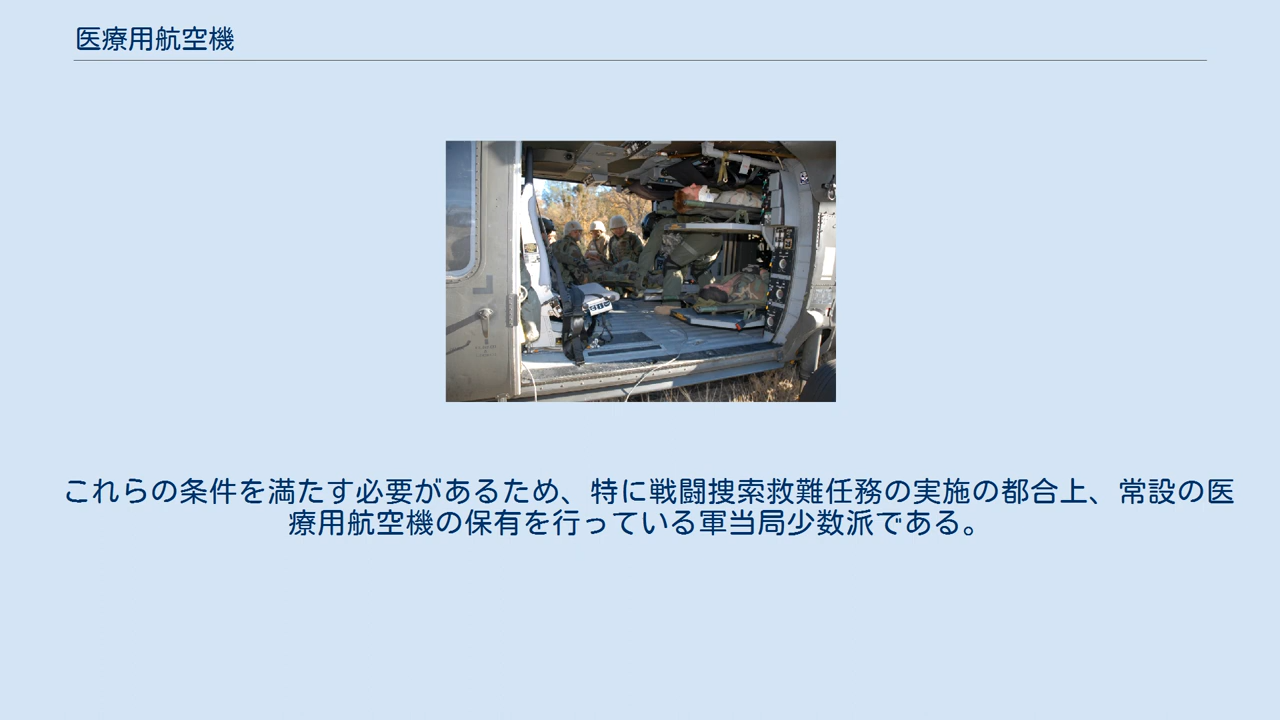 医療用航空機
これらの条件を満たす必要があるため、特に戦闘捜索救難任務の実施の都合上、常設の医
療用航空機の保有を行っている軍当局少数派である。